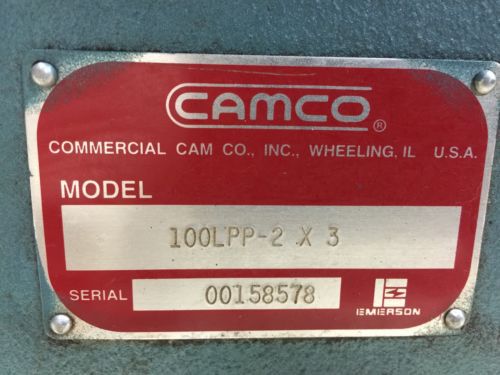 CAMCO ®
COMMERCIAL CAM CO., INC., WHEELING, IL U.S.A.
MODEL
100LPP-2 X 3
SERIAL 00158578
EMERSON